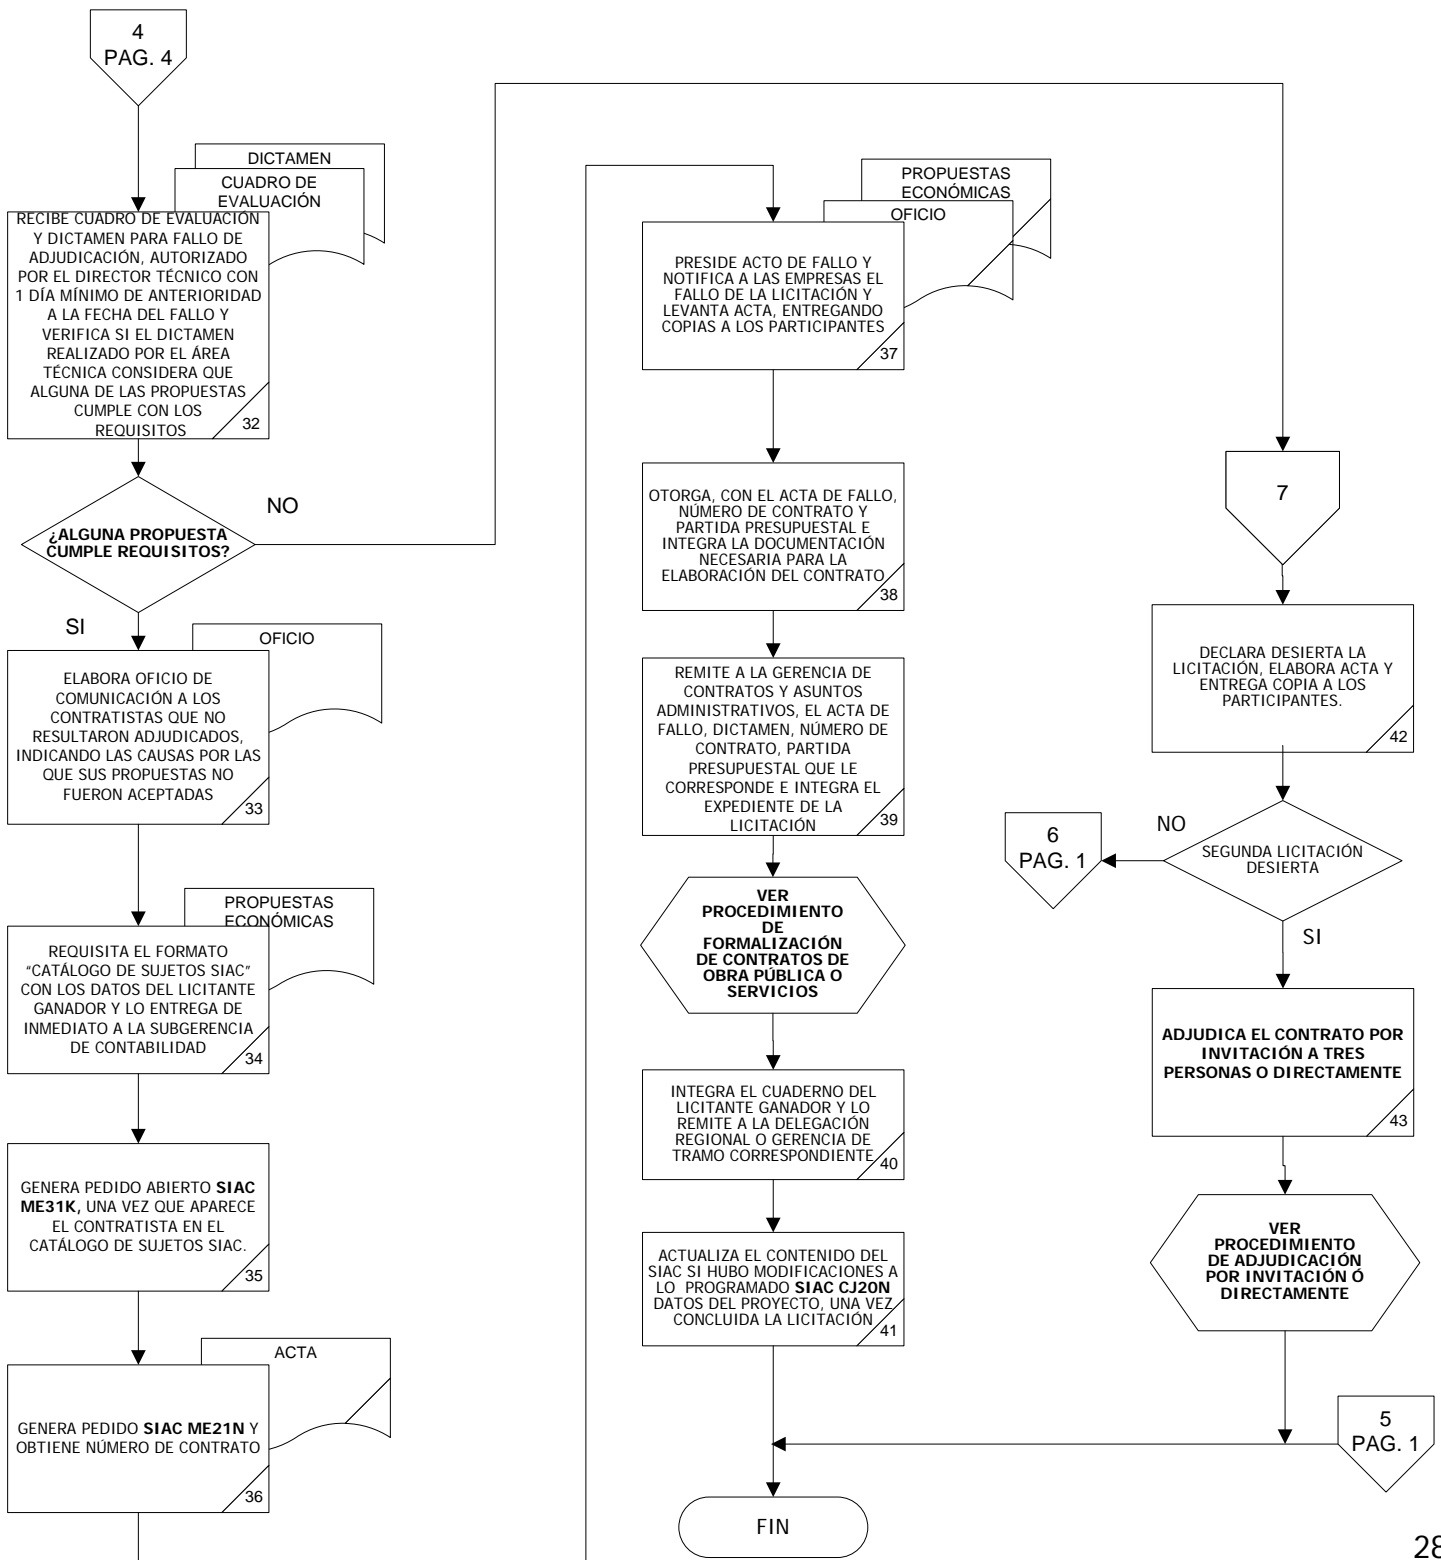 4
PAG. 4
DICTAMEN
CUADRO DE
EVALUACIÓN
RECIBE CUADRO DE EVALUACIÓN
Y DICTAMEN PARA FALLO DE
ADJUDICACIÓN, AUTORIZADO
POR EL DIRECTOR TÉCNICO CON
1 DÍA MÍNIMO DE ANTERIORIDAD
A LA FECHA DEL FALLO Y
VERIFICA SI EL DICTAMEN
REALIZADO POR EL ÁREA
TÉCNICA CONSIDERA QUE
ALGUNA DE LAS PROPUESTAS
CUMPLE CON LOS
REQUISITOS
32
¿ALGUNA PROPUESTA
CUMPLE REQUISITOS?
NO
SI
OFICIO
ELABORA OFICIO DE
COMUNICACIÓN A LOS
CONTRATISTAS QUE NO
RESULTARON ADJUDICADOS,
INDICANDO LAS CAUSAS POR LAS
QUE SUS PROPUESTAS NO
FUERON ACEPTADAS
33
PROPUESTAS
ECONÓMICAS
REQUISITA EL FORMATO
"CATÁLOGO DE SUJETOS SIAC"
CON LOS DATOS DEL LICITANTE
GANADOR Y LO ENTREGA DE
INMEDIATO A LA SUBGERENCIA
DE CONTABILIDAD
34
GENERA PEDIDO ABIERTO SIAC
ME31K, UNA VEZ QUE APARECE
EL CONTRATISTA EN EL
CATÁLOGO DE SUJETOS SIAC.
35
ACTA
GENERA PEDIDO SIAC ME21N Y
OBTIENE NÚMERO DE CONTRATO
36
PROPUESTAS
ECONÓMICAS
OFICIO
PRESIDE ACTO DE FALLO Y
NOTIFICA A LAS EMPRESAS EL
FALLO DE LA LICITACIÓN Y
LEVANTA ACTA, ENTREGANDO
COPIAS A LOS PARTICIPANTES
37
OTORGA, CON EL ACTA DE FALLO,
NÚMERO DE CONTRATO Y
PARTIDA PRESUPUESTAL E
INTEGRA LA DOCUMENTACIÓN
NECESARIA PARA LA
ELABORACIÓN DEL CONTRATO
38
REMITE A LA GERENCIA DE
CONTRATOS Y ASUNTOS
ADMINISTRATIVOS, EL ACTA DE
FALLO, DICTAMEN, NÚMERO DE
CONTRATO, PARTIDA
PRESUPUESTAL QUE LE
CORRESPONDE E INTEGRA EL
EXPEDIENTE DE LA
LICITACIÓN
39
VER
PROCEDIMIENTO
DE
FORMALIZACIÓN
DE CONTRATOS DE
OBRA PÚBLICA O
SERVICIOS
INTEGRA EL CUADERNO DEL
LICITANTE GANADOR Y LO
REMITE A LA DELEGACIÓN
REGIONAL O GERENCIA DE
TRAMO CORRESPONDIENTE
40
ACTUALIZA EL CONTENIDO DEL
SIAC SI HUBO MODIFICACIONES A
LO PROGRAMADO SIAC CJ20N
DATOS DEL PROYECTO, UNA VEZ
CONCLUIDA LA LICITACIÓN
41
FIN
7
DECLARA DESIERTA LA
LICITACIÓN, ELABORA ACTA Y
ENTREGA COPIA A LOS
PARTICIPANTES.
42
SEGUNDA LICITACIÓN
DESIERTA
NO
6
PAG. 1
SI
ADJUDICA EL CONTRATO POR
INVITACIÓN A TRES
PERSONAS O DIRECTAMENTE
43
VER
PROCEDIMIENTO
DE ADJUDICACIÓN
POR INVITACIÓN Ó
DIRECTAMENTE
5
PAG. 1
28